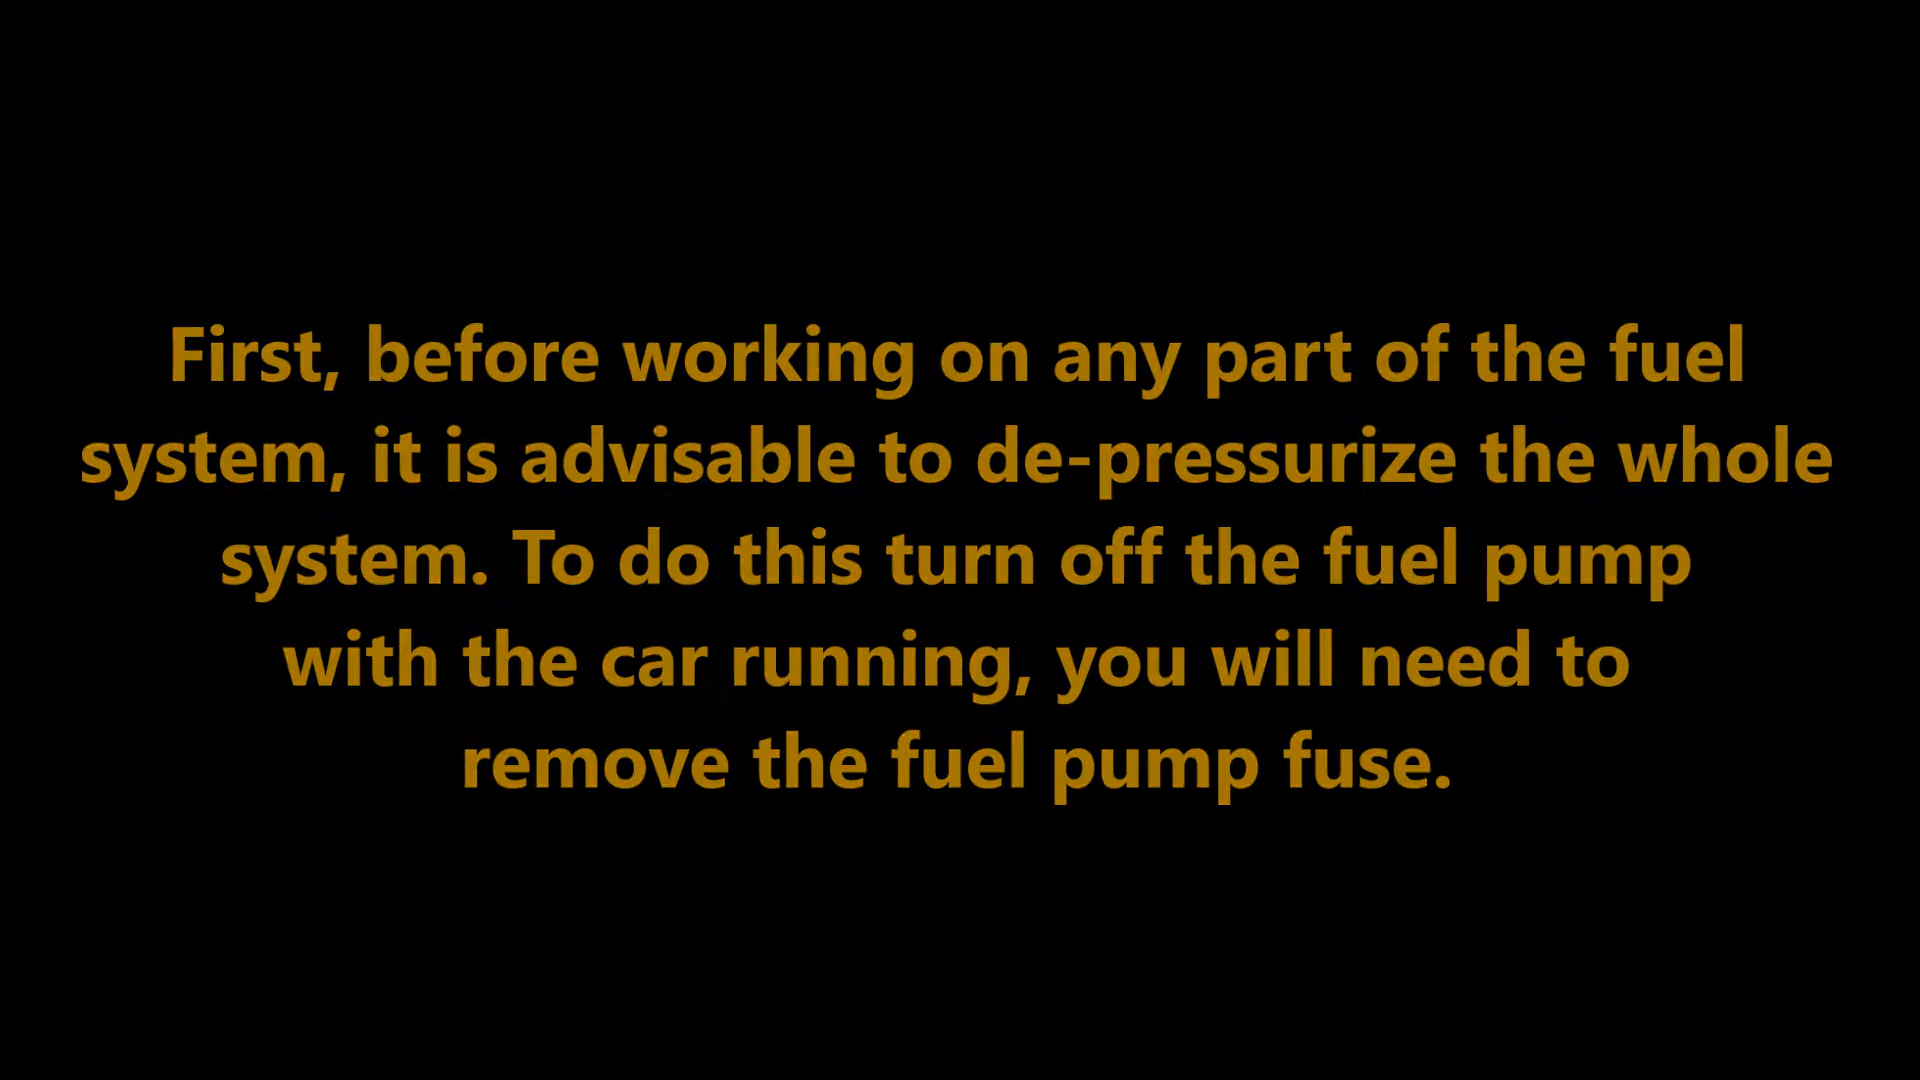 First, before working on any part of the fuel
system, it is advisable to de-pressurize the whole
system. To do this turn off the fuel pump
with the car running, you will need to
remove the fuel pump fuse.